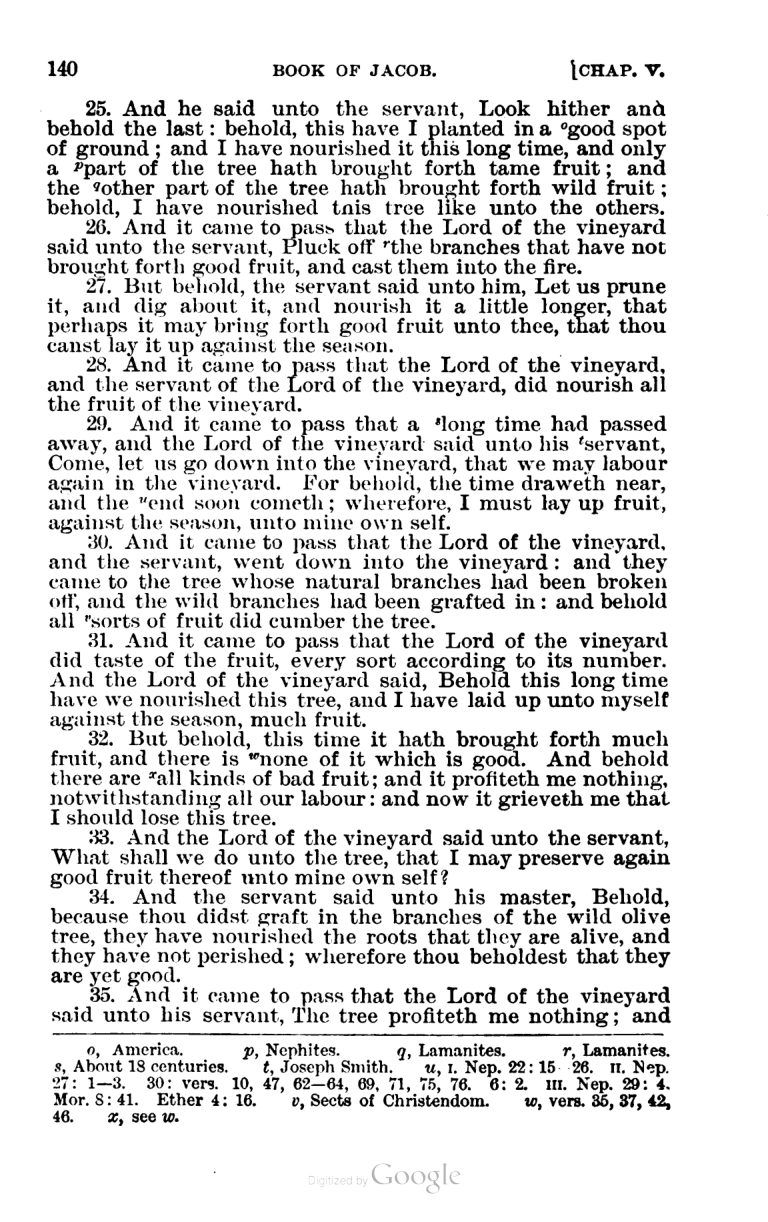 140 BOOK OF JACOB. [CHAP. V.
25. And he said unto the servant, Look hither and
behold the last : behold, this have I planted in a ᵒgood spot
of ground ; and I have nourished it this long time, and only
a ᵖpart of the tree hath brought forth tame fruit ; and
the ᑫother part of the tree hath brought forth wild fruit ;
behold, I have nourished this tree like unto the others.
26. And it came to pass that the Lord of the vineyard
said unto the servant, Pluck off ʳthe branches that have not
brought forth good fruit, and cast them into the fire.
27. But behold, the servant said unto him, Let us prune
it, and dig about it, and nourish it a little longer, that
perhaps it may bring forth good fruit unto thee, that thou
canst lay it up against the season.
28. And it came to pass that the Lord of the vineyard,
and the servant of the Lord of the vineyard, did nourish all
the fruit of the vineyard.
29. And it came to pass that a ˢlong time had passed
away, and the Lord of the vineyard said unto his ᵗservant,
Come, let us go down into the vineyard, that we may labour
again in the vineyard. For behold, the time draweth near,
and the ᵘend soon cometh ; wherefore, I must lay up fruit,
against the season, unto mine own self.
30. And it came to pass that the Lord of the vineyard,
and the servant, went down into the vineyard : and they
came to the tree whose natural branches had been broken
off, and the wild branches had been grafted in : and behold
all ᵛsorts of fruit did cumber the tree.
31. And it came to pass that the Lord of the vineyard
did taste of the fruit, every sort according to its number.
And the Lord of the vineyard said, Behold this long time
have we nourished this tree, and I have laid up unto myself
against the season, much fruit.
32. But behold, this time it hath brought forth much
fruit, and there is ʷnone of it which is good. And behold
there are ˣall kinds of bad fruit; and it profiteth me nothing,
notwithstanding all our labour : and now it grieveth me that
I should lose this tree.
33. And the Lord of the vineyard said unto the servant,
What shall we do unto the tree, that I may preserve again
good fruit thereof unto mine own self?
34. And the servant said unto his master, Behold,
because thou didst graft in the branches of the wild olive
tree, they have nourished the roots that they are alive, and
they have not perished ; wherefore thou beholdest that they
are yet good.
35. And it came to pass that the Lord of the vineyard
said unto his servant, The tree profiteth me nothing ; and
o, America. p, Nephites. q, Lamanites. r, Lamanites.
s, About 18 centuries. t, Joseph Smith. u, I. Nep. 22 : 15–26. II. Nep.
27: 1—3. 30: vers. 10, 47, 62—64, 69, 71, 75, 76. 6: 2. III. Nep. 29: 4.
Mor. 8: 41. Ether 4: 16. v, Sects of Christendom. w, vers. 35, 37, 42,
46. x, see w.
Digitized by Google